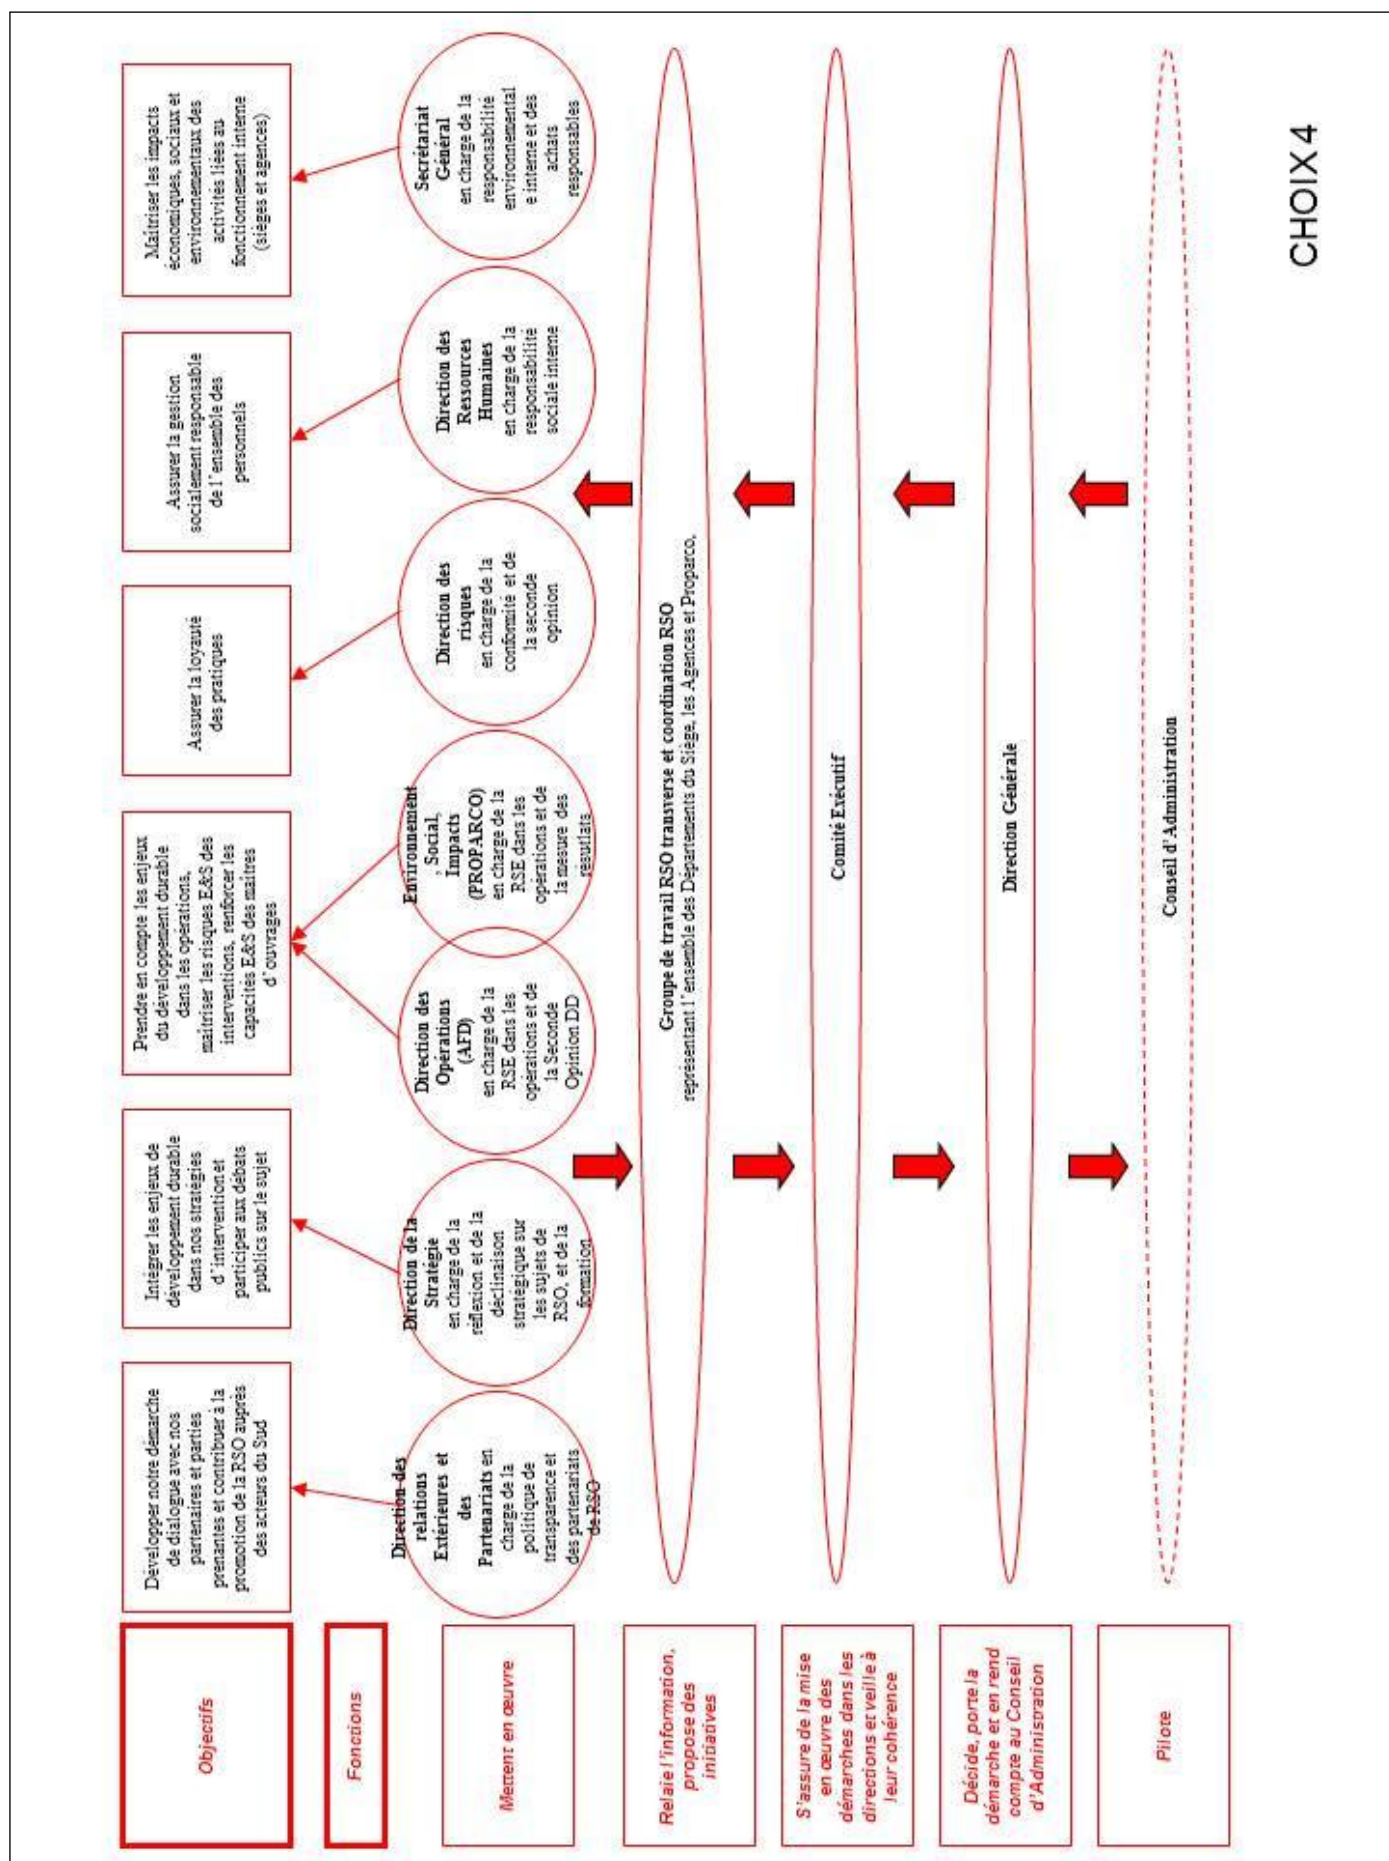 Objectifs
Développer notre démarche
de dialogue avec nos
partenaires et parties
prenantes et contribuer à la
promotion de la RSO auprès
des acteurs du Sud
Intégrer les enjeux de
développement durable
dans nos stratégies
d'intervention et
participer aux débats
publics sur le sujet
Prendre en compte les enjeux
du développement durable
dans les opérations,
maîtriser les risques E&S des
interventions, renforcer les
capacités E&S des maîtres
d'ouvrages
Assurer la loyauté
des pratiques
Assurer la gestion
socialement responsable
de l'ensemble des
personnels
Maîtriser les impacts
économiques, sociaux et
environnementaux des
activités liées au
fonctionnement interne
(sièges et agences)
Fonctions
Mettent en œuvre
Direction des
relations
Extérieures et
des
Partenariats en
charge de la
politique de
transparence et
des partenariats
de RSO
Direction de la
Stratégie
en charge de la
réflexion et de la
déclinaison
stratégique sur
les sujets de
RSO, et de la
formation
Direction des
Opérations
(AFD)
en charge de la
RSE dans les
opérations et de
la Seconde
Opinion DD
Environnement
, Social,
Impacts
(PROPARCO)
en charge de la
RSE dans les
opérations et de
la mesure des
résultats
Direction des
risques
en charge de la
conformité et de
la seconde
opinion
Direction des
Ressources
Humaines
en charge de la
responsabilité
sociale interne
Secrétariat
Général
en charge de la
responsabilité
environnemental
e interne et des
achats
responsables
Relaie l'information,
propose des
initiatives
Groupe de travail RSO transverse et coordination RSO
représentant l'ensemble des Départements du Siège, les Agences et Proparco,
S'assure de la mise
en œuvre des
démarches dans les
directions et veille à
leur cohérence
Comité Exécutif
Décide, porte la
démarche et en rend
compte au Conseil
d'Administration
Direction Générale
Pilote
Conseil d'Administration
CHOIX 4